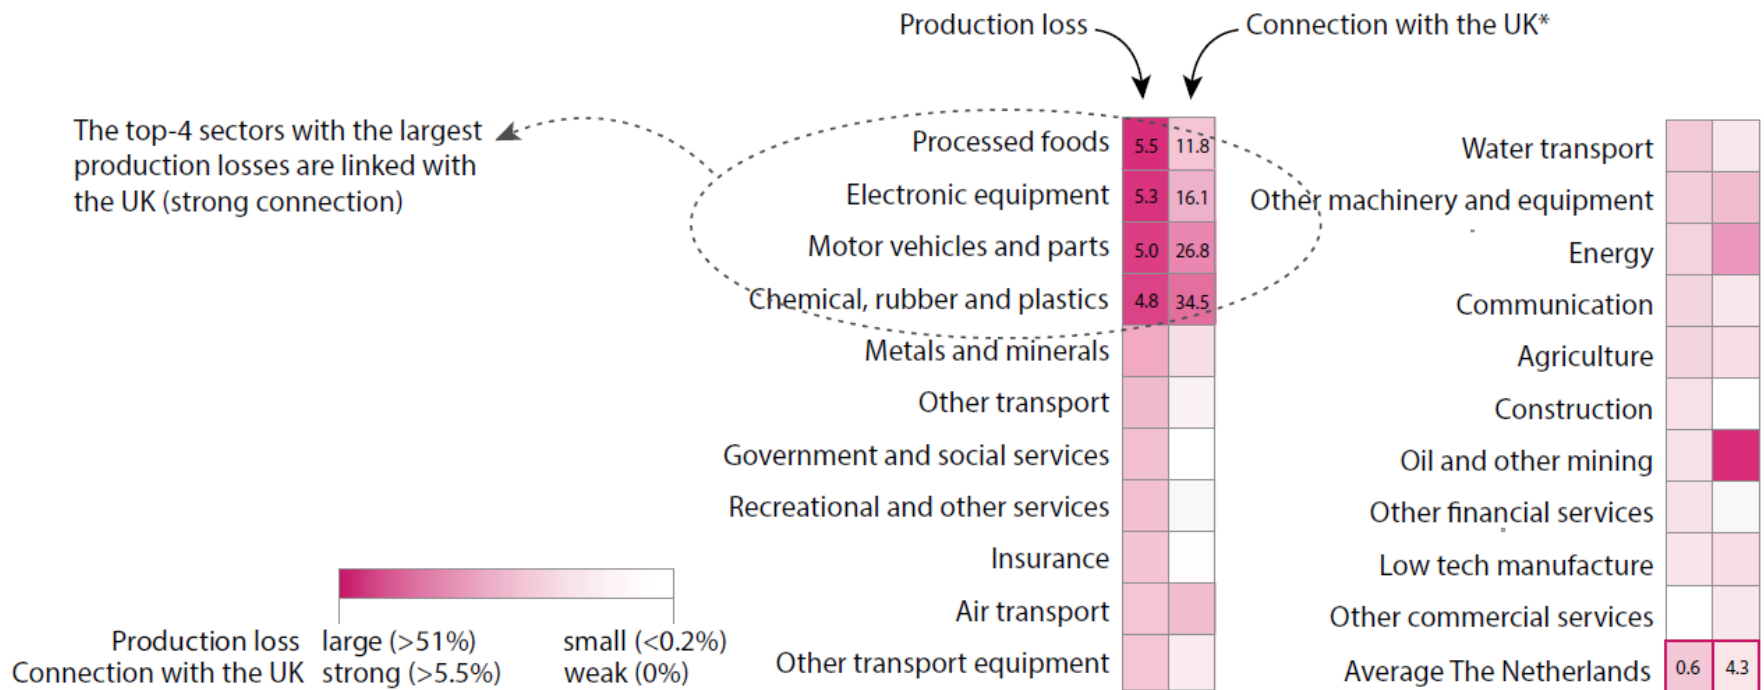 Production loss
Connection with the UK*
The top-4 sectors with the largest
production losses are linked with
the UK (strong connection)
Processed foods 5.5 11.8
Electronic equipment 5.3 16.1
Motor vehicles and parts 5.0 26.8
Chemical, rubber and plastics 4.8 34.5
Metals and minerals
Other transport
Government and social services
Recreational and other services
Insurance
Air transport
Other transport equipment
Water transport
Other machinery and equipment
Energy
Communication
Agriculture
Construction
Oil and other mining
Other financial services
Low tech manufacture
Other commercial services
Average The Netherlands 0.6 4.3
Production loss large (>51%) small (<0.2%)
Connection with the UK strong (>5.5%) weak (0%)